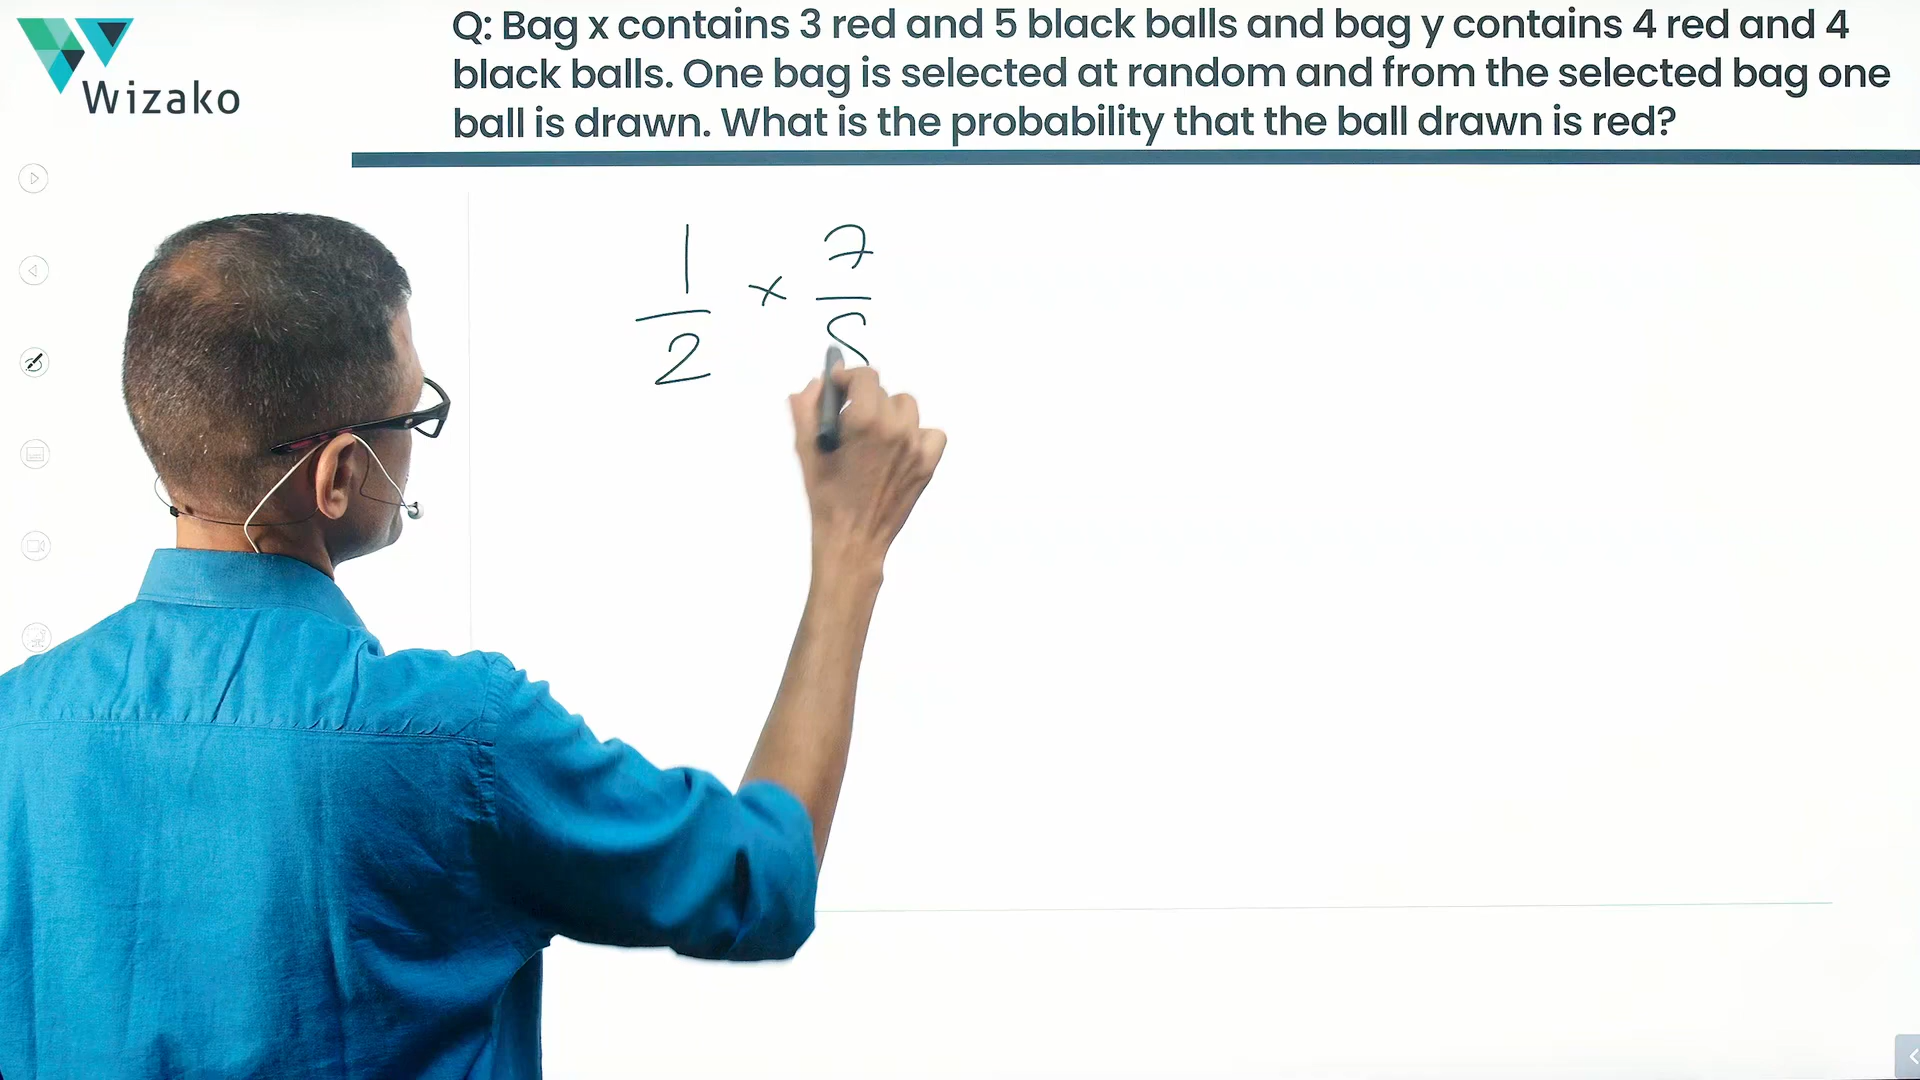 Wizako
Q: Bag x contains 3 red and 5 black balls and bag y contains 4 red and 4
black balls. One bag is selected at random and from the selected bag one
ball is drawn. What is the probability that the ball drawn is red?
1/2 × 7/8